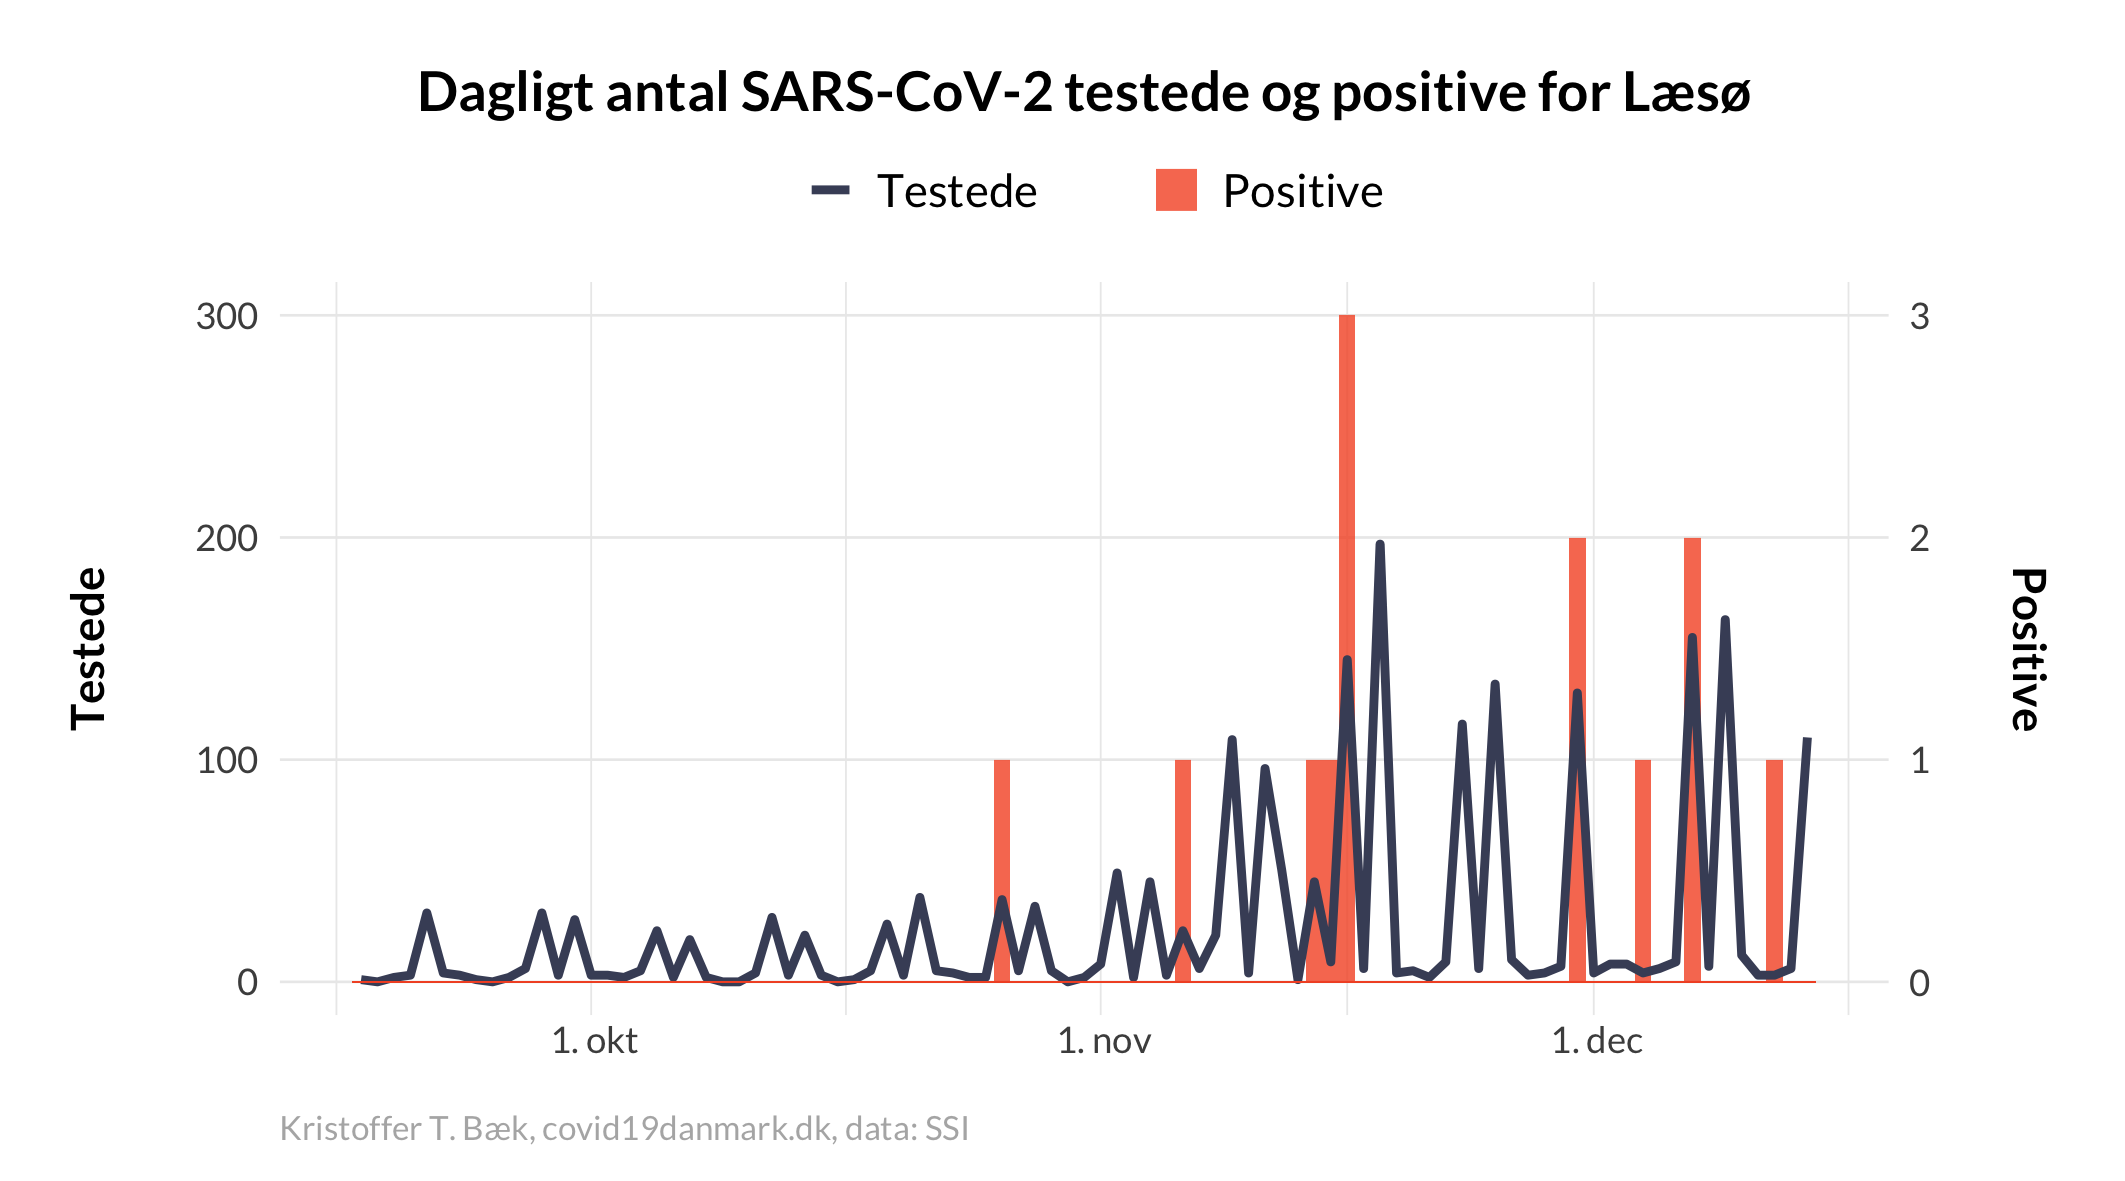 Dagligt antal SARS-CoV-2 testede og positive for Læsø
Testede Positive
300 3
200 2
100 1
0 0
Testede
Positive
1. okt 1. nov 1. dec
Kristoffer T. Bæk, covid19danmark.dk, data: SSI